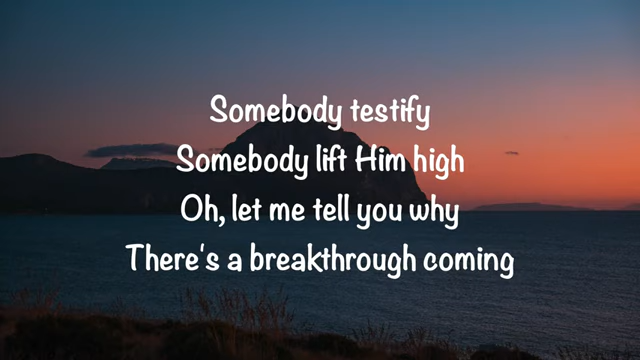 Somebody testify
Somebody lift Him high
Oh, let me tell you why
There's a breakthrough coming